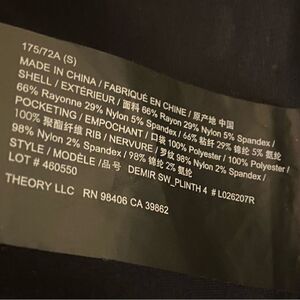 175/72A (S)
MADE IN CHINA / FABRIQUÉ EN CHINE / 原产地 中国
SHELL / EXTÉRIEUR / 面料 66% Rayon 29% Nylon 5% Spandex /
66% Rayonne 29% Nylon 5% Spandex / 66% 粘纤 29% 锦纶 5% 氨纶
POCKETING / EMPOCHANT / 口袋 100% Polyester / 100% Polyester /
100% 聚酯纤维 RIB / NERVURE / 罗纹 98% Nylon 2% Spandex /
98% Nylon 2% Spandex / 98% 锦纶 2% 氨纶
STYLE / MODÈLE / 品号 DEMIR SW_PLINTH 4 # L026207R
LOT # 460550
THEORY LLC RN 98406 CA 39862